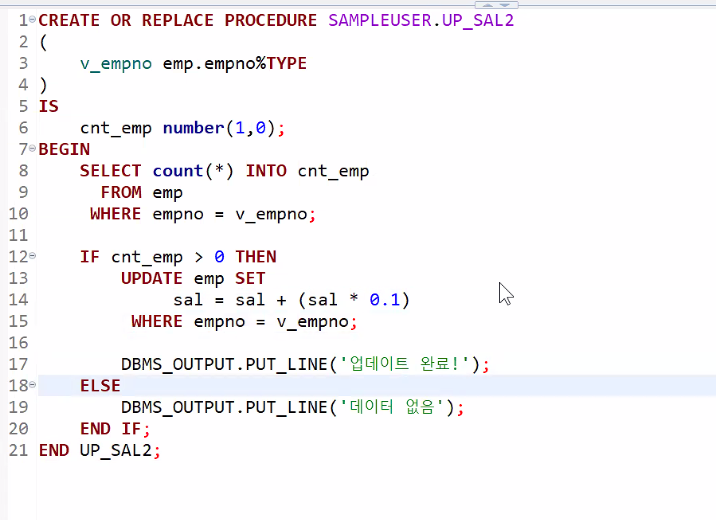 1 CREATE OR REPLACE PROCEDURE SAMPLEUSER.UP_SAL2
2 (
3     v_empno emp.empno%TYPE
4 )
5 IS
6     cnt_emp number(1,0);
7 BEGIN
8     SELECT count(*) INTO cnt_emp
9       FROM emp
10      WHERE empno = v_empno;
11
12     IF cnt_emp > 0 THEN
13         UPDATE emp SET
14              sal = sal + (sal * 0.1)
15          WHERE empno = v_empno;
16
17         DBMS_OUTPUT.PUT_LINE('업데이트 완료!');
18     ELSE
19         DBMS_OUTPUT.PUT_LINE('데이터 없음');
20     END IF;
21 END UP_SAL2;